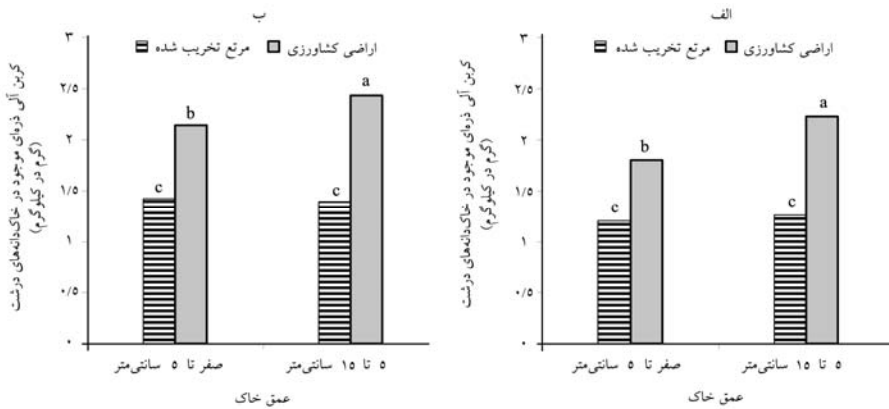 الف
اراضی کشاورزی مرتع تخریب شده
کربن آلی ذره‌ای موجود در خاک‌دانه‌های درشت
(گرم در کیلوگرم)
۳
۲/۵
۲
۱/۵
۱
۰/۵
۰
c b c a
صفر تا ۵ سانتی‌متر ۵ تا ۱۵ سانتی‌متر
عمق خاک
ب
اراضی کشاورزی مرتع تخریب شده
کربن آلی ذره‌ای موجود در خاک‌دانه‌های درشت
(گرم در کیلوگرم)
۳
۲/۵
۲
۱/۵
۱
۰/۵
۰
c b c a
صفر تا ۵ سانتی‌متر ۵ تا ۱۵ سانتی‌متر
عمق خاک